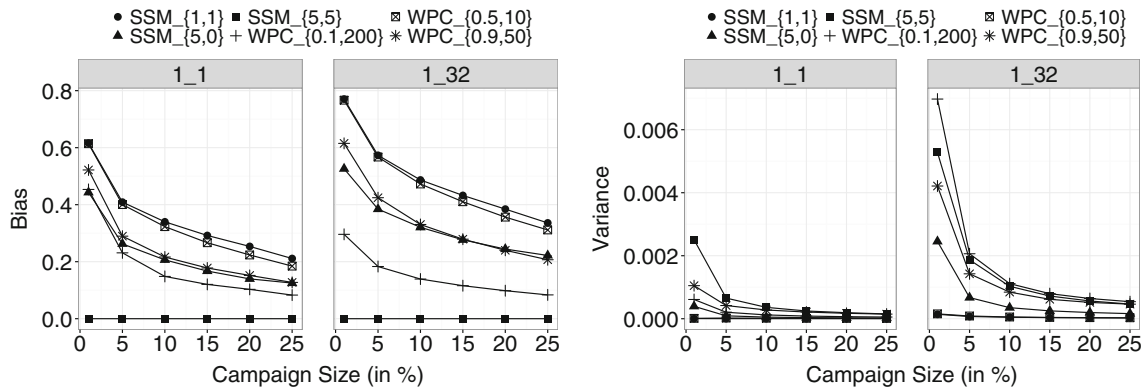 SSM_{1,1} SSM_{5,5} WPC_{0.5,10}
SSM_{5,0} WPC_{0.1,200} WPC_{0.9,50}
1_1 1_32
Bias
0.8
0.6
0.4
0.2
0.0
0 5 10 15 20 25 0 5 10 15 20 25
Campaign Size (in %)
SSM_{1,1} SSM_{5,5} WPC_{0.5,10}
SSM_{5,0} WPC_{0.1,200} WPC_{0.9,50}
1_1 1_32
Variance
0.006
0.004
0.002
0.000
0 5 10 15 20 25 0 5 10 15 20 25
Campaign Size (in %)